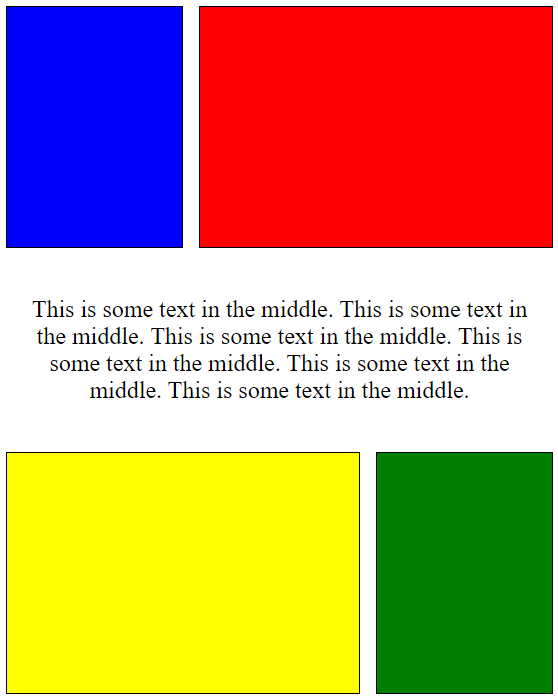 This is some text in the middle. This is some text in
the middle. This is some text in the middle. This is
some text in the middle. This is some text in the
middle. This is some text in the middle.